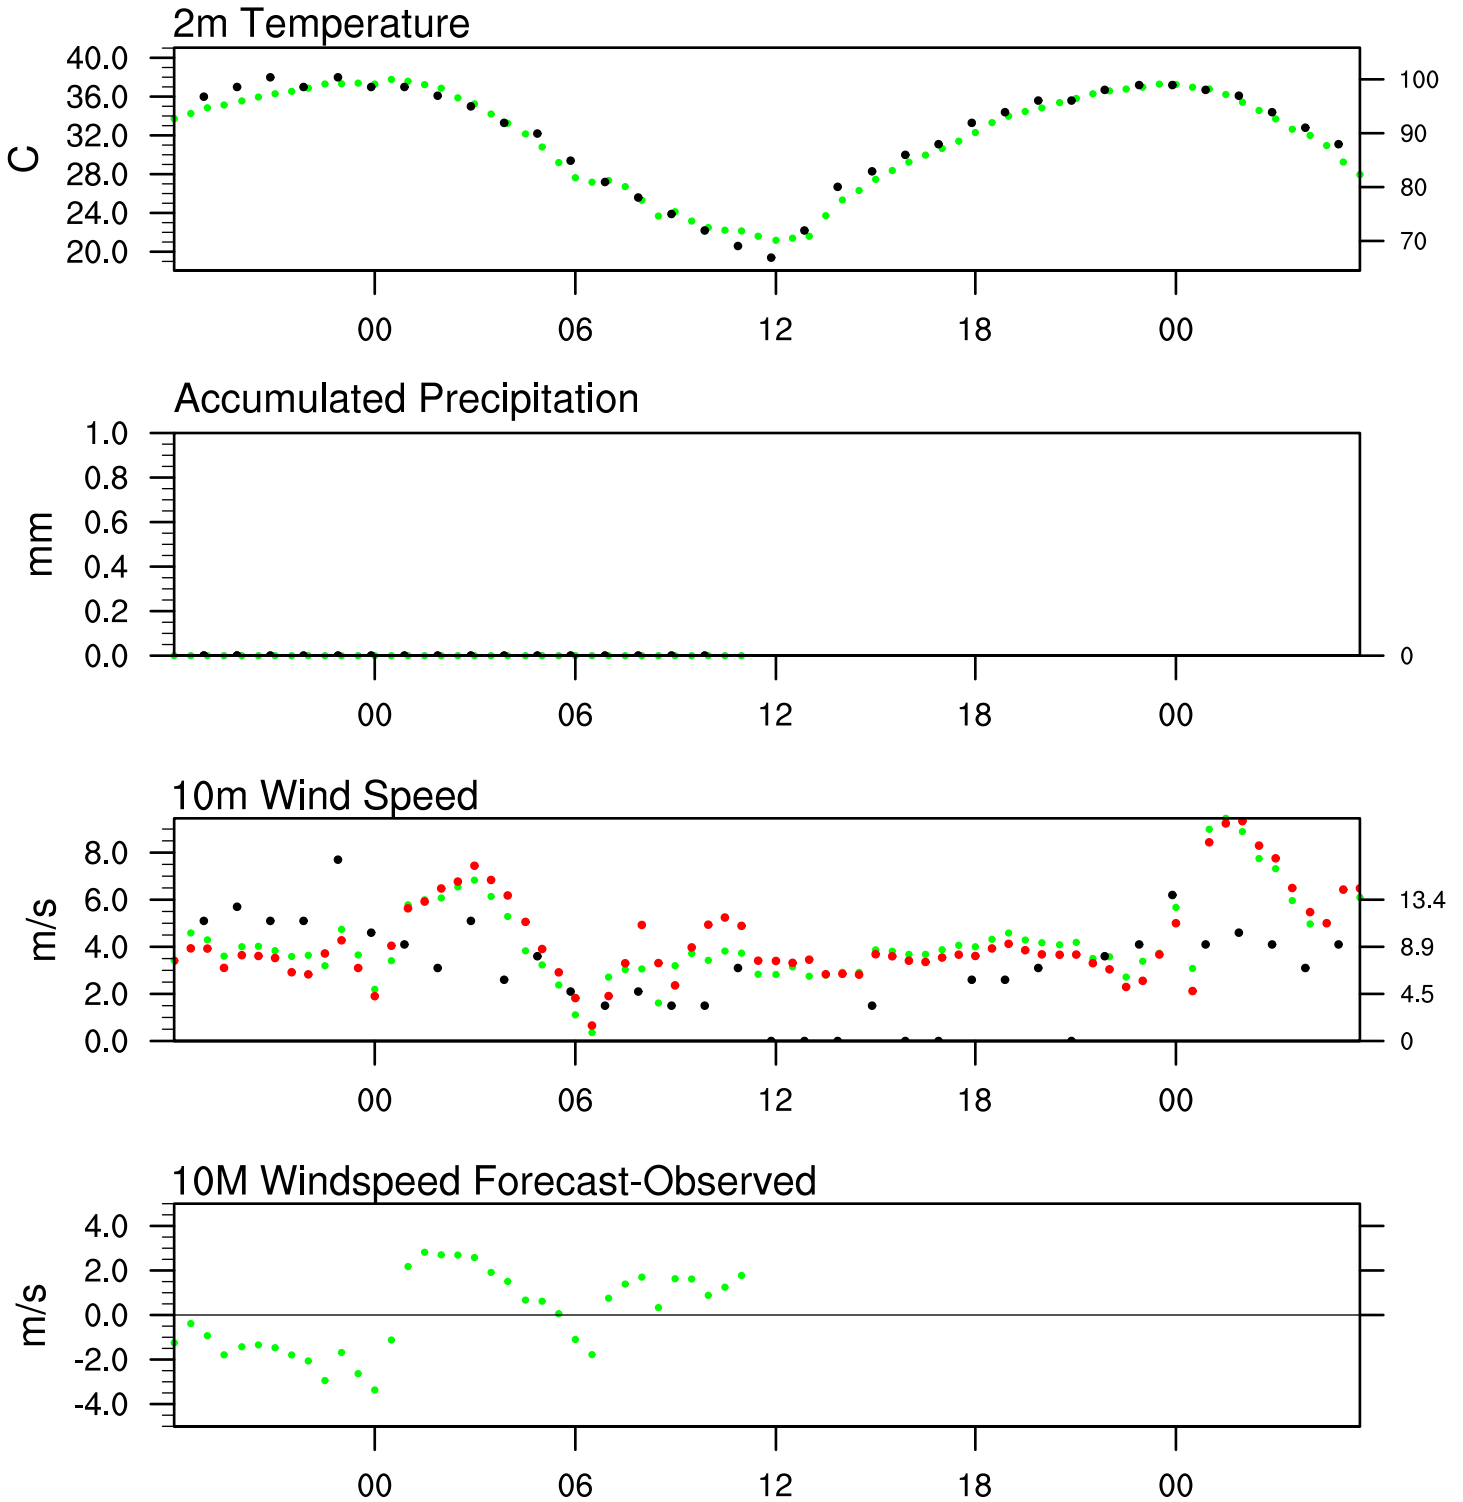 2m Temperature
40.0
36.0
32.0
28.0
24.0
20.0
C
100
90
80
70
00 06 12 18 00
Accumulated Precipitation
1.0
0.8
0.6
0.4
0.2
0.0
mm
0
00 06 12 18 00
10m Wind Speed
8.0
6.0
4.0
2.0
0.0
m/s
13.4
8.9
4.5
0
00 06 12 18 00
10M Windspeed Forecast-Observed
4.0
2.0
0.0
-2.0
-4.0
m/s
00 06 12 18 00